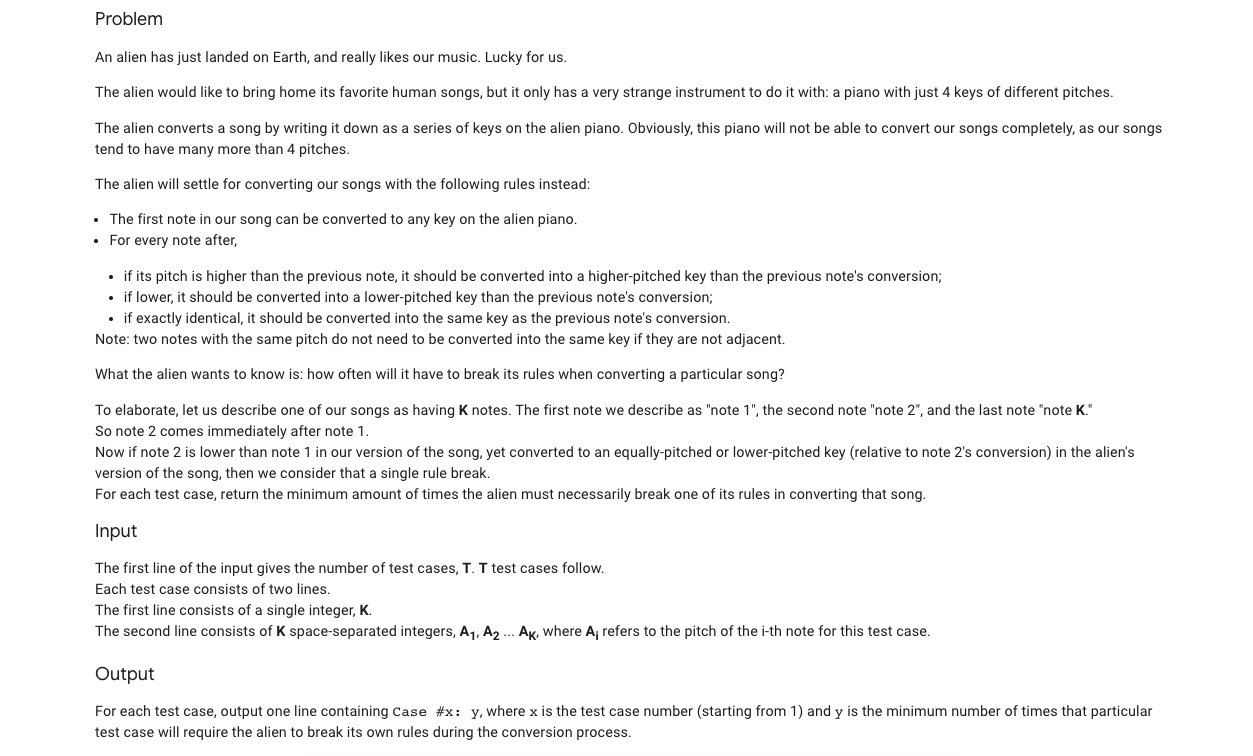 Problem
An alien has just landed on Earth, and really likes our music. Lucky for us.
The alien would like to bring home its favorite human songs, but it only has a very strange instrument to do it with: a piano with just 4 keys of different pitches.
The alien converts a song by writing it down as a series of keys on the alien piano. Obviously, this piano will not be able to convert our songs completely, as our songs
tend to have many more than 4 pitches.
The alien will settle for converting our songs with the following rules instead:
• The first note in our song can be converted to any key on the alien piano.
• For every note after,
• if its pitch is higher than the previous note, it should be converted into a higher-pitched key than the previous note's conversion;
• if lower, it should be converted into a lower-pitched key than the previous note's conversion;
• if exactly identical, it should be converted into the same key as the previous note's conversion.
Note: two notes with the same pitch do not need to be converted into the same key if they are not adjacent.
What the alien wants to know is: how often will it have to break its rules when converting a particular song?
To elaborate, let us describe one of our songs as having K notes. The first note we describe as "note 1", the second note "note 2", and the last note "note K."
So note 2 comes immediately after note 1.
Now if note 2 is lower than note 1 in our version of the song, yet converted to an equally-pitched or lower-pitched key (relative to note 2's conversion) in the alien's
version of the song, then we consider that a single rule break.
For each test case, return the minimum amount of times the alien must necessarily break one of its rules in converting that song.
Input
The first line of the input gives the number of test cases, T. T test cases follow.
Each test case consists of two lines.
The first line consists of a single integer, K.
The second line consists of K space-separated integers, A1, A2 ... AK, where Ai refers to the pitch of the i-th note for this test case.
Output
For each test case, output one line containing Case #x: y, where x is the test case number (starting from 1) and y is the minimum number of times that particular
test case will require the alien to break its own rules during the conversion process.